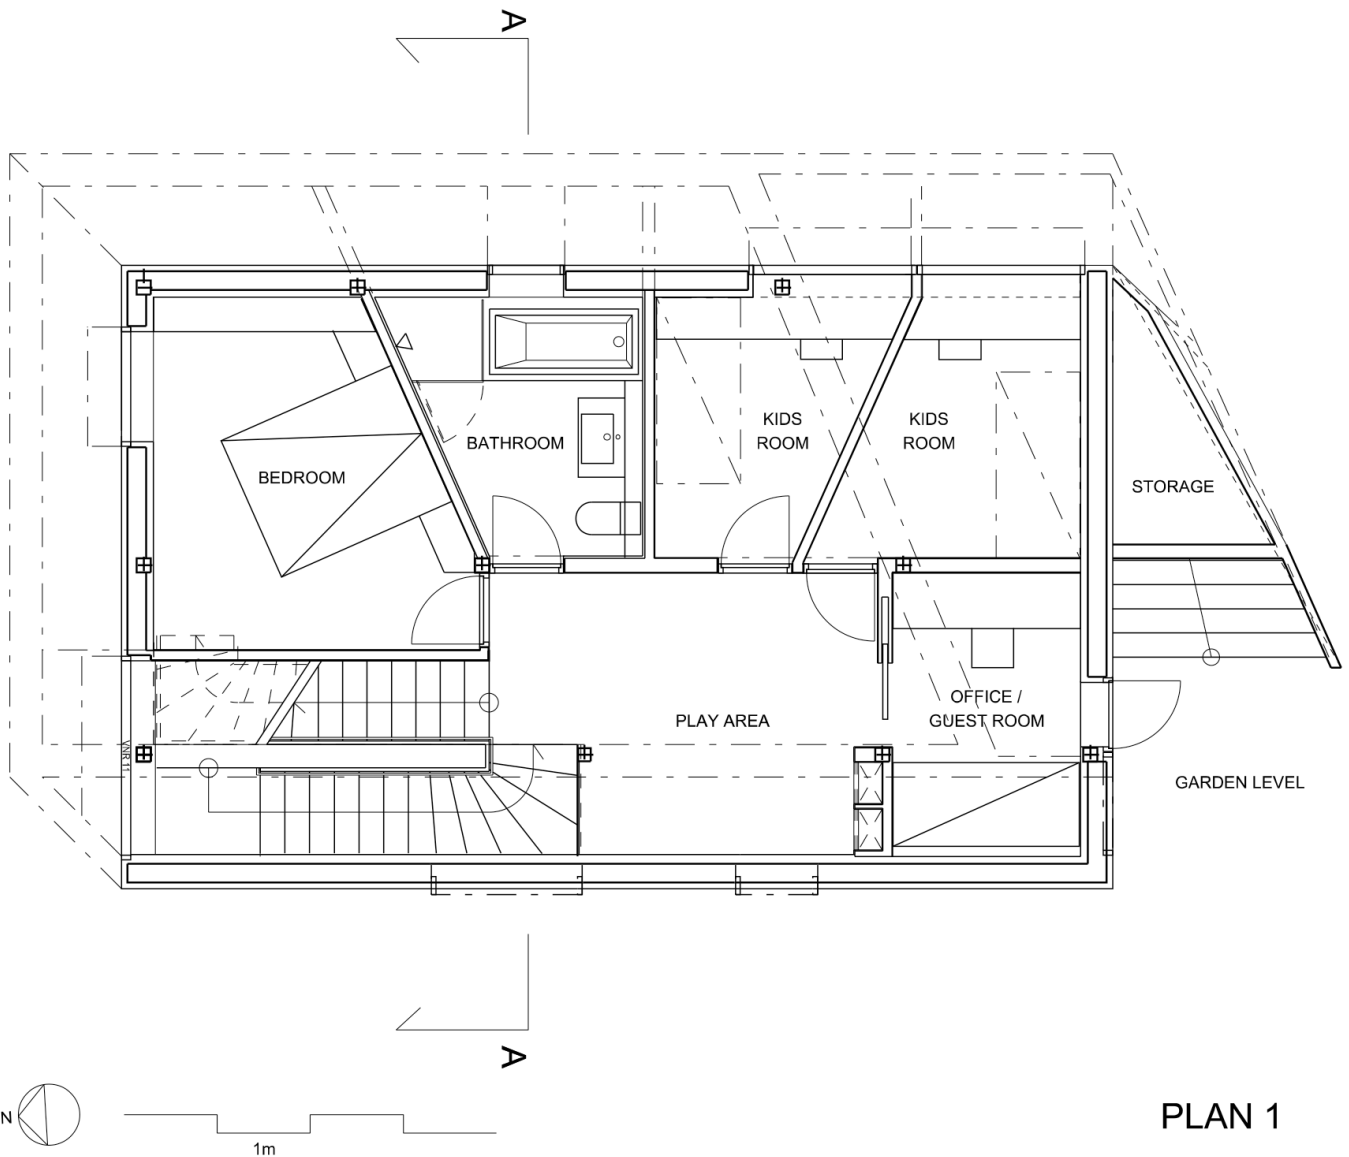 A
KIDS
ROOM
KIDS
ROOM
BATHROOM
BEDROOM
STORAGE
OFFICE /
GUEST ROOM
PLAY AREA
GARDEN LEVEL
A
N
1m
PLAN 1